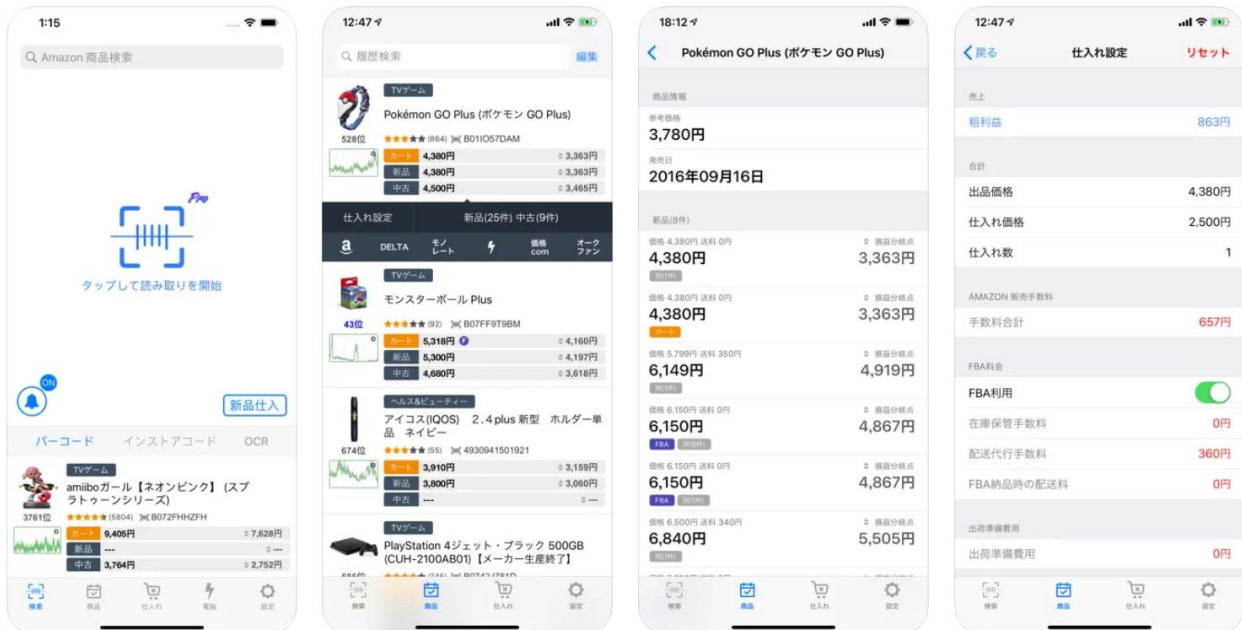 1:15
Amazon 商品検索
Pro
タップして読み取りを開始
ON
新品仕入
バーコード インストアコード OCR
TVゲーム
amiiboガール【ネオンピンク】 (スプ
ラトゥーンシリーズ)
3761位 (5804) B072FHHZFH
カート 9,405円 7,628円
新品 --- ---
中古 3,764円 2,752円
検索 商品 仕入れ 電脳 設定
12:47
履歴検索 編集
TVゲーム
Pokémon GO Plus (ポケモン GO Plus)
528位 (864) B01IO57DAM
カート 4,380円 3,363円
新品 4,380円 3,363円
中古 4,500円 3,465円
仕入れ設定 新品(25件) 中古(9件)
a DELTA モノ
レート 価格
com オーク
ファン
TVゲーム
モンスターボール Plus
43位 (92) B07FF9T9BM
カート 5,318円 F 4,160円
新品 5,300円 4,197円
中古 4,680円 3,618円
ヘルス&ビューティー
アイコス(IQOS) 2.4plus 新型 ホルダー単
品 ネイビー
674位 (55) 4930941501921
カート 3,910円 3,159円
新品 3,800円 3,060円
中古 --- ---
TVゲーム
PlayStation 4ジェット・ブラック 500GB
(CUH-2100AB01)【メーカー生産終了】
検索 商品 仕入れ 設定
18:12
Pokémon GO Plus (ポケモン GO Plus)
商品情報
参考価格
3,780円
発売日
2016年09月16日
新品(8件)
価格 4,380円 送料 0円 損益分岐点
4,380円 3,363円
価格 4,380円 送料 0円 損益分岐点
4,380円 3,363円
カート
価格 5,799円 送料 350円 損益分岐点
6,149円 4,919円
価格 6,150円 送料 0円 損益分岐点
6,150円 4,867円
FBA
価格 6,150円 送料 0円 損益分岐点
6,150円 4,867円
FBA
価格 6,500円 送料 340円 損益分岐点
6,840円 5,505円
検索 商品 仕入れ 設定
12:47
戻る 仕入れ設定 リセット
売上
粗利益 863円
合計
出品価格 4,380円
仕入れ価格 2,500円
仕入れ数 1
AMAZON 販売手数料
手数料合計 657円
FBA料金
FBA利用
在庫保管手数料 0円
配送代行手数料 360円
FBA納品時の配送料 0円
出荷準備費用
出荷準備費用 0円
検索 商品 仕入れ 設定